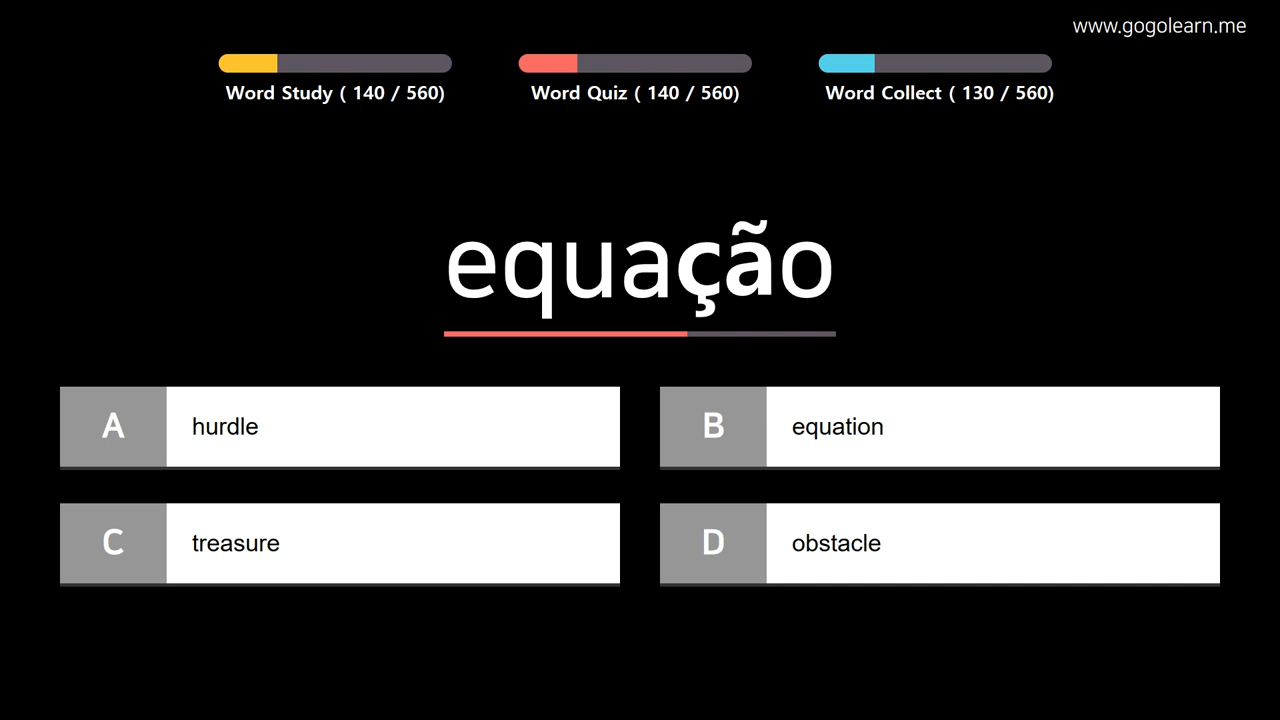 www.gogolearn.me
Word Study ( 140 / 560)
Word Quiz ( 140 / 560)
Word Collect ( 130 / 560)
equação
A hurdle
B equation
C treasure
D obstacle